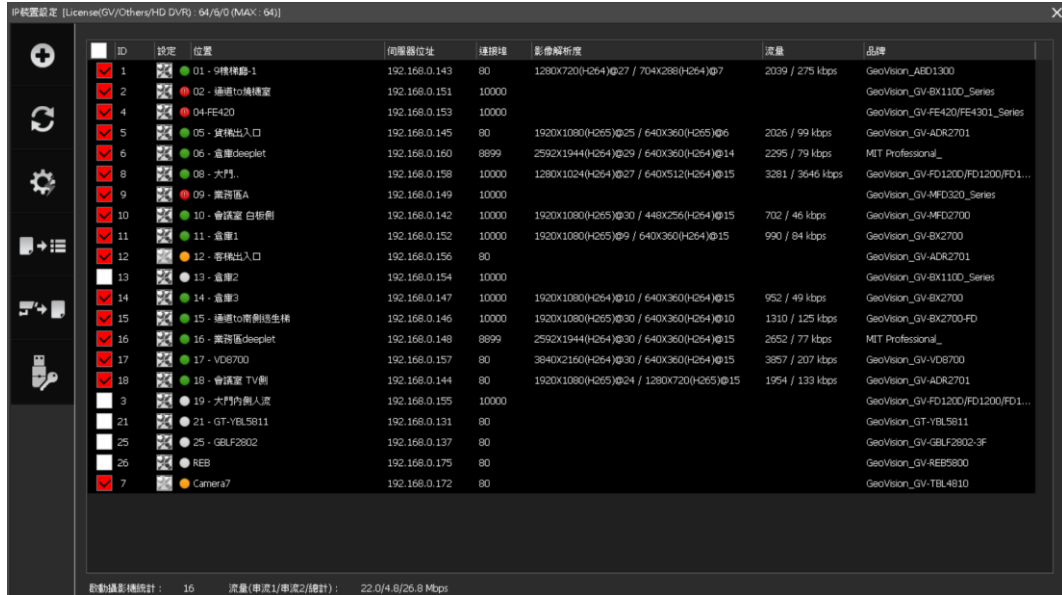 IP裝置設定 [License(GV/Others/HD DVR) : 64/6/0 (MAX : 64)]
ID 設定 位置 伺服器位址 連接埠 影像解析度 流量 品牌
1 01 - 9樓梯廳-1 192.168.0.143 80 1280X720(H264)@27 / 704X288(H264)@7 2039 / 275 kbps GeoVision_ABD1300
2 02 - 通道to燒機室 192.168.0.151 10000 GeoVision_GV-BX110D_Series
4 04-FE420 192.168.0.153 10000 GeoVision_GV-FE420/FE4301_Series
5 05 - 貨梯出入口 192.168.0.145 80 1920X1080(H265)@25 / 640X360(H265)@6 2026 / 99 kbps GeoVision_GV-ADR2701
6 06 - 倉庫deeplet 192.168.0.160 8899 2592X1944(H264)@29 / 640X360(H264)@14 2295 / 79 kbps MIT Professional_
8 08 - 大門.. 192.168.0.158 10000 1280X1024(H264)@27 / 640X512(H264)@15 3281 / 3646 kbps GeoVision_GV-FD120D/FD1200/FD1...
9 09 - 業務區A 192.168.0.149 10000 GeoVision_GV-MFD320_Series
10 10 - 會議室 白板側 192.168.0.142 10000 1920X1080(H265)@30 / 448X256(H264)@15 702 / 46 kbps GeoVision_GV-MFD2700
11 11 - 倉庫1 192.168.0.152 10000 1920X1080(H265)@9 / 640X360(H264)@15 990 / 84 kbps GeoVision_GV-BX2700
12 12 - 客梯出入口 192.168.0.156 80 GeoVision_GV-ADR2701
13 13 - 倉庫2 192.168.0.154 10000 GeoVision_GV-BX110D_Series
14 14 - 倉庫3 192.168.0.147 10000 1920X1080(H264)@10 / 640X360(H264)@15 952 / 49 kbps GeoVision_GV-BX2700
15 15 - 通道to南側逃生梯 192.168.0.146 10000 1920X1080(H265)@30 / 640X360(H264)@10 1310 / 125 kbps GeoVision_GV-BX2700-FD
16 16 - 業務區deeplet 192.168.0.148 8899 2592X1944(H264)@30 / 640X360(H264)@15 2652 / 77 kbps MIT Professional_
17 17 - VD8700 192.168.0.157 80 3840X2160(H264)@30 / 640X360(H264)@15 3857 / 207 kbps GeoVision_GV-VD8700
18 18 - 會議室 TV側 192.168.0.144 80 1920X1080(H265)@24 / 1280X720(H265)@15 1954 / 133 kbps GeoVision_GV-ADR2701
3 19 - 大門內側人流 192.168.0.155 10000 GeoVision_GV-FD120D/FD1200/FD1...
21 21 - GT-YBL5811 192.168.0.131 80 GeoVision_GT-YBL5811
25 25 - GBLF2802 192.168.0.137 80 GeoVision_GV-GBLF2802-3F
26 REB 192.168.0.175 80 GeoVision_GV-REB5800
7 Camera7 192.168.0.172 80 GeoVision_GV-TBL4810
啟動攝影機統計 : 16 流量(串流1/串流2/總計) : 22.0/4.8/26.8 Mbps